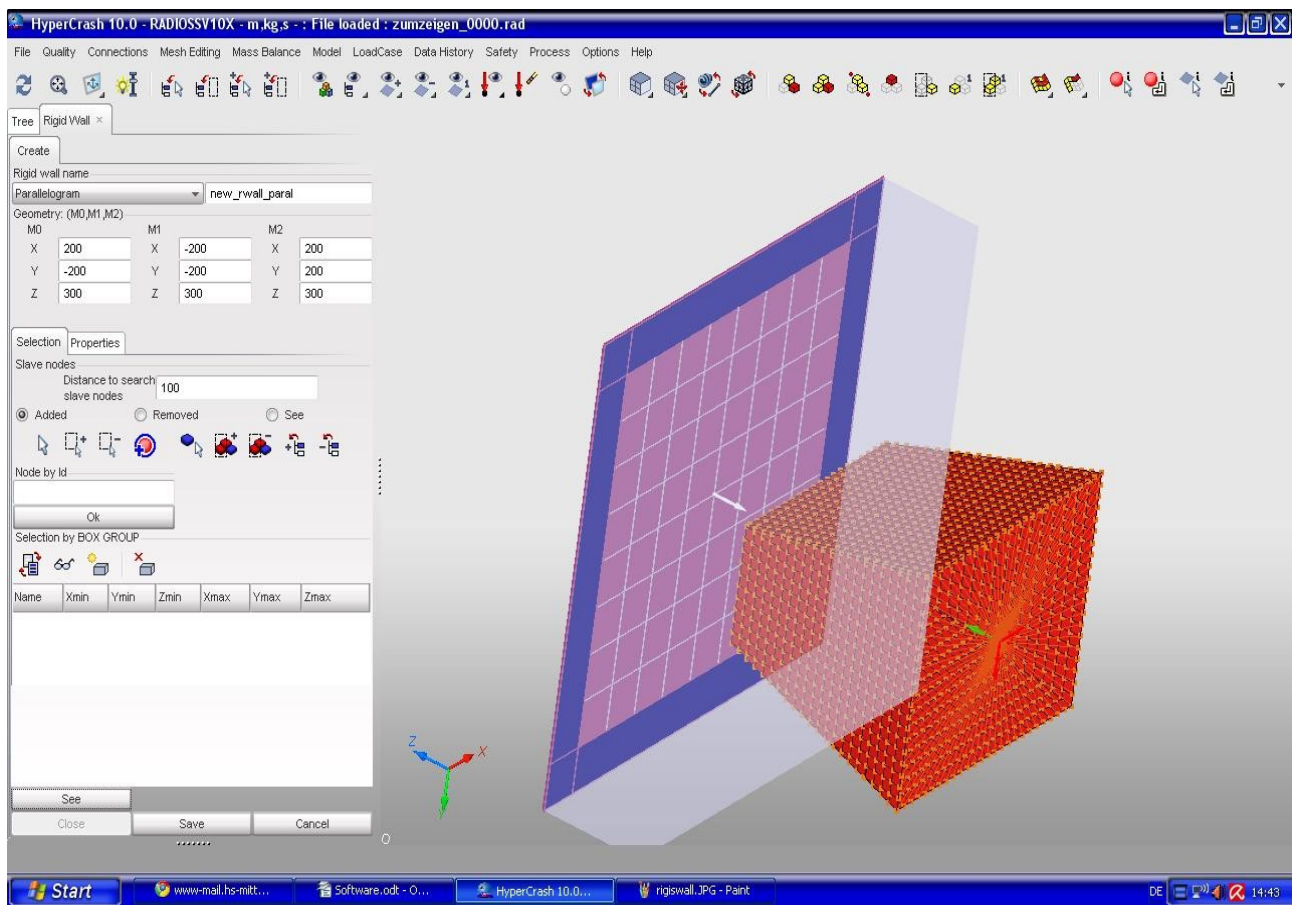 HyperCrash 10.0 - RADIOSSV10X - m,kg,s - : File loaded : zumzeigen_0000.rad
File Quality Connections Mesh Editing Mass Balance Model LoadCase Data History Safety Process Options Help
Tree Rigid Wall ×
Create
Rigid wall name
Parallelogram new_rwall_paral
Geometry: (M0,M1,M2)
M0 M1 M2
X 200 X -200 X 200
Y -200 Y -200 Y 200
Z 300 Z 300 Z 300
Selection Properties
Slave nodes
Distance to search 100
slave nodes
Added Removed See
Node by Id
Ok
Selection by BOX GROUP
Name Xmin Ymin Zmin Xmax Ymax Zmax
See
Close Save Cancel
Z X
Start www-mail.hs-mitt... Software.odt - O... HyperCrash 10.0... rigiswall.JPG - Paint DE 14:43